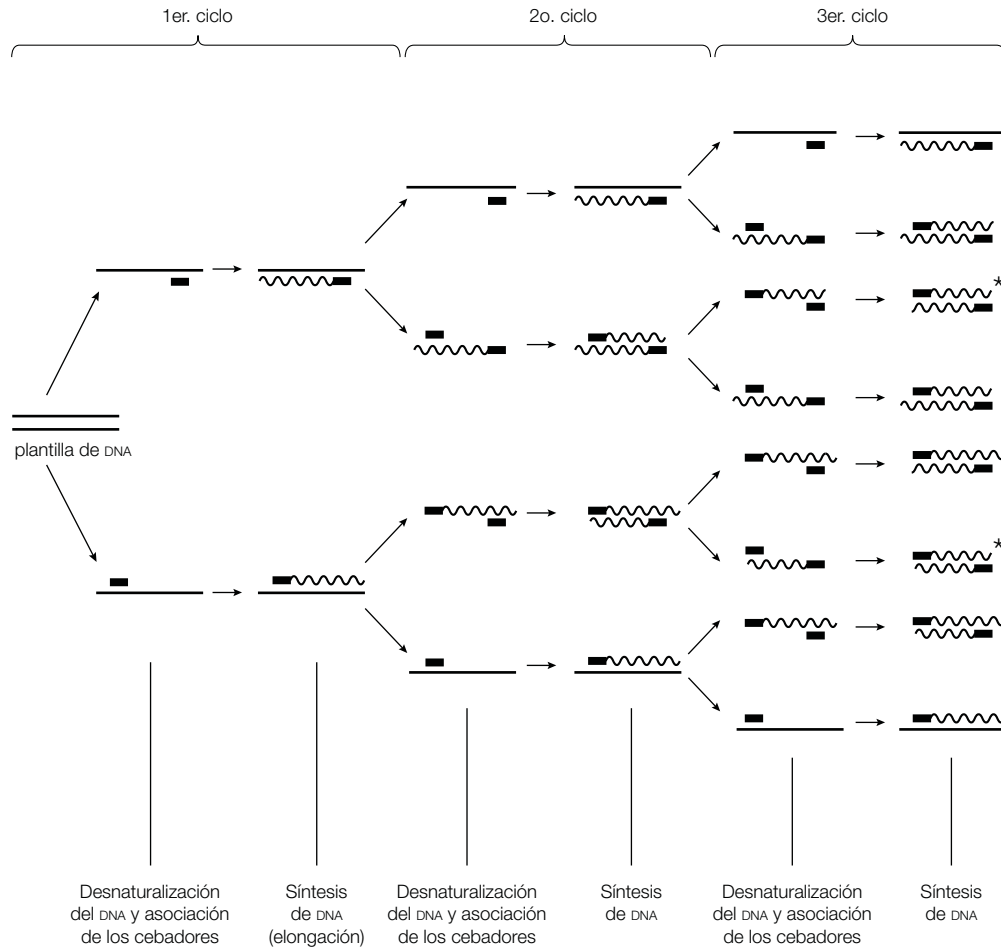 1er. ciclo
2o. ciclo
3er. ciclo
*
plantilla de DNA
*
Desnaturalización
del DNA y asociación
de los cebadores
Síntesis
de DNA
(elongación)
Desnaturalización
del DNA y asociación
de los cebadores
Síntesis
de DNA
Desnaturalización
del DNA y asociación
de los cebadores
Síntesis
de DNA